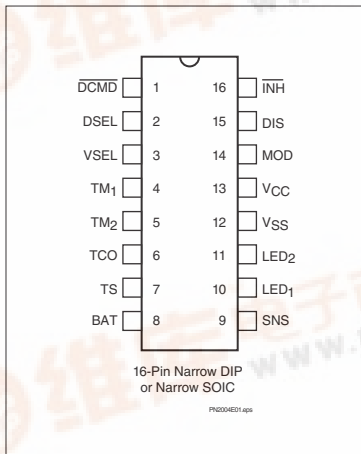 DCMD 1 16 INH
DSEL 2 15 DIS
VSEL 3 14 MOD
TM1 4 13 VCC
TM2 5 12 VSS
TCO 6 11 LED2
TS 7 10 LED1
BAT 8 9 SNS
16-Pin Narrow DIP
or Narrow SOIC
PN2004E01.eps